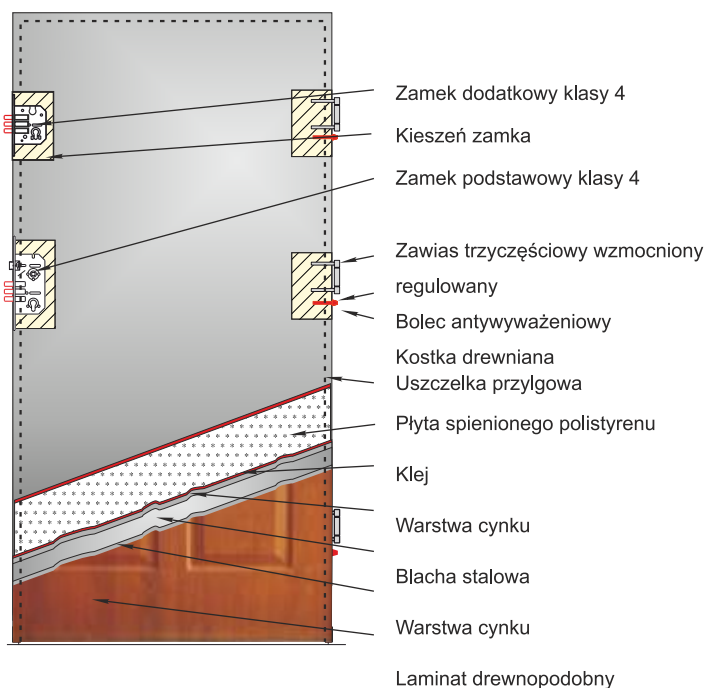 Zamek dodatkowy klasy 4
Kieszeń zamka
Zamek podstawowy klasy 4
Zawias trzyczęściowy wzmocniony
regulowany
Bolec antywyważeniowy
Kostka drewniana
Uszczelka przylgowa
Płyta spienionego polistyrenu
Klej
Warstwa cynku
Blacha stalowa
Warstwa cynku
Laminat drewnopodobny